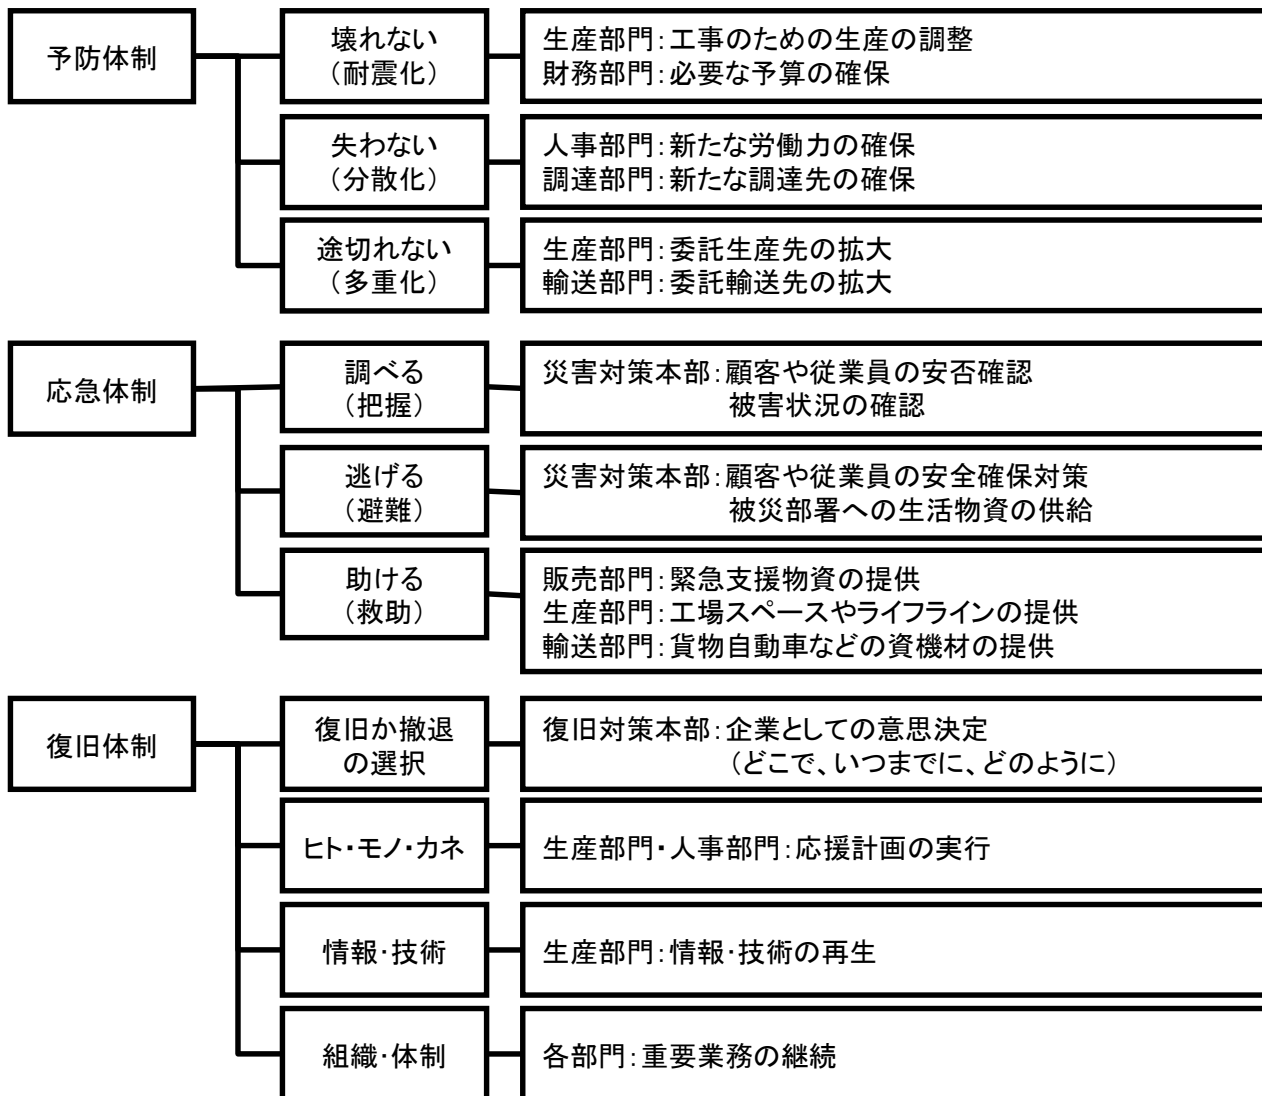 予防体制
壊れない
（耐震化）
生産部門：工事のための生産の調整
財務部門：必要な予算の確保
失わない
（分散化）
人事部門：新たな労働力の確保
調達部門：新たな調達先の確保
途切れない
（多重化）
生産部門：委託生産先の拡大
輸送部門：委託輸送先の拡大
応急体制
調べる
（把握）
災害対策本部：顧客や従業員の安否確認
被害状況の確認
逃げる
（避難）
災害対策本部：顧客や従業員の安全確保対策
被災部署への生活物資の供給
助ける
（救助）
販売部門：緊急支援物資の提供
生産部門：工場スペースやライフラインの提供
輸送部門：貨物自動車などの資機材の提供
復旧体制
復旧か撤退
の選択
復旧対策本部：企業としての意思決定
（どこで、いつまでに、どのように）
ヒト・モノ・カネ
生産部門・人事部門：応援計画の実行
情報・技術
生産部門：情報・技術の再生
組織・体制
各部門：重要業務の継続